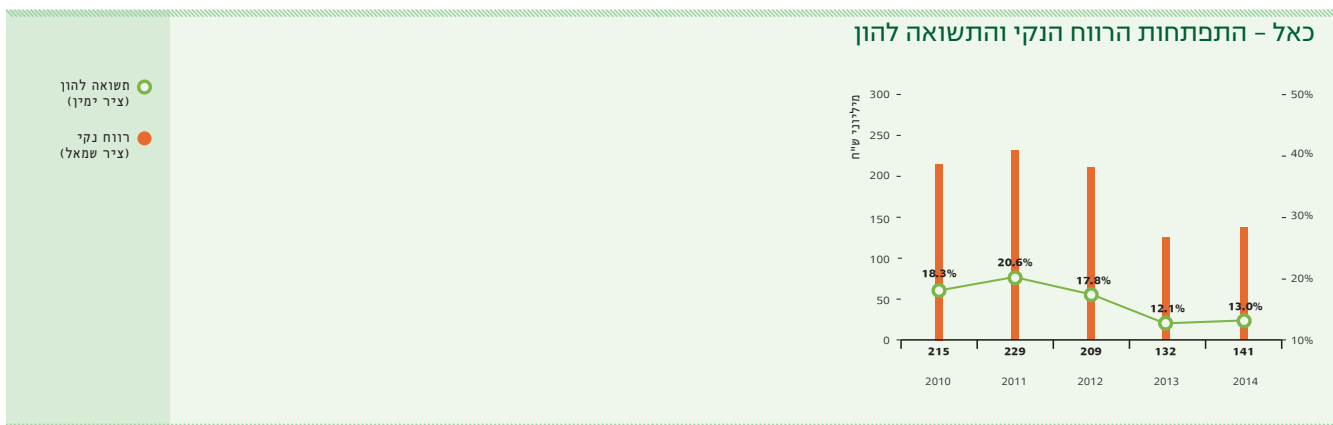 כאל – התפתחות הרווח הנקי והתשואה להון
תשואה להון
(ציר ימין)
רווח נקי
(ציר שמאל)
מיליוני ש"ח
300
250
200
150
100
50
0
50%
40%
30%
20%
10%
18.3%
20.6%
17.8%
12.1%
13.0%
215 229 209 132 141
2010 2011 2012 2013 2014